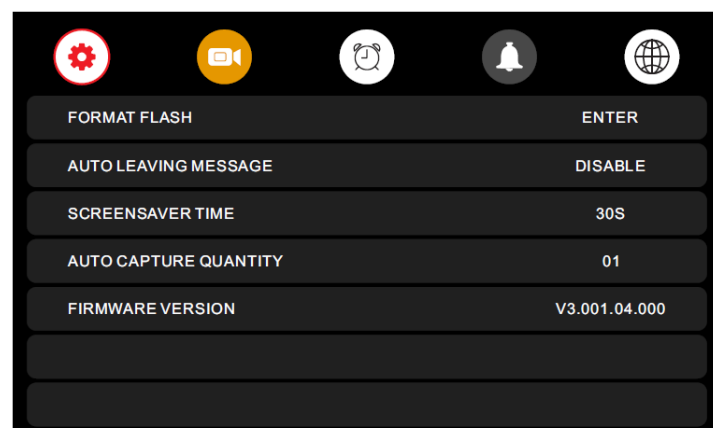 FORMAT FLASH ENTER
AUTO LEAVING MESSAGE DISABLE
SCREENSAVER TIME 30S
AUTO CAPTURE QUANTITY 01
FIRMWARE VERSION V3.001.04.000